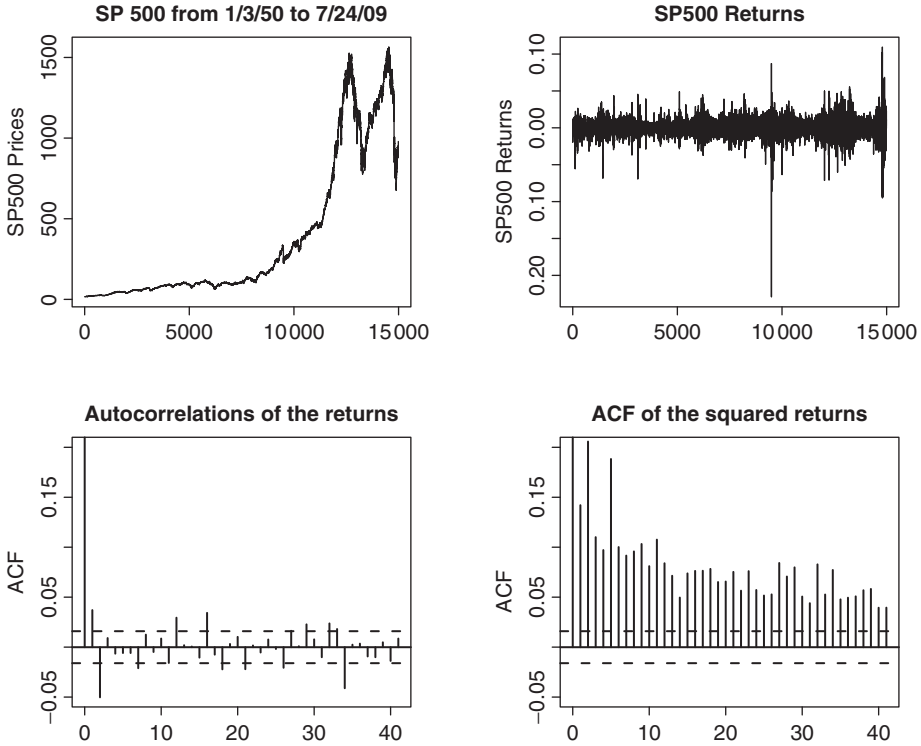 SP 500 from 1/3/50 to 7/24/09
SP500 Prices
1500
1000
500
0
0 5000 10000 15000
SP500 Returns
SP500 Returns
0.10
0.00
0.10
0.20
0 5000 10000 15000
Autocorrelations of the returns
ACF
0.15
0.05
−0.05
0 10 20 30 40
ACF of the squared returns
ACF
0.15
0.05
−0.05
0 10 20 30 40